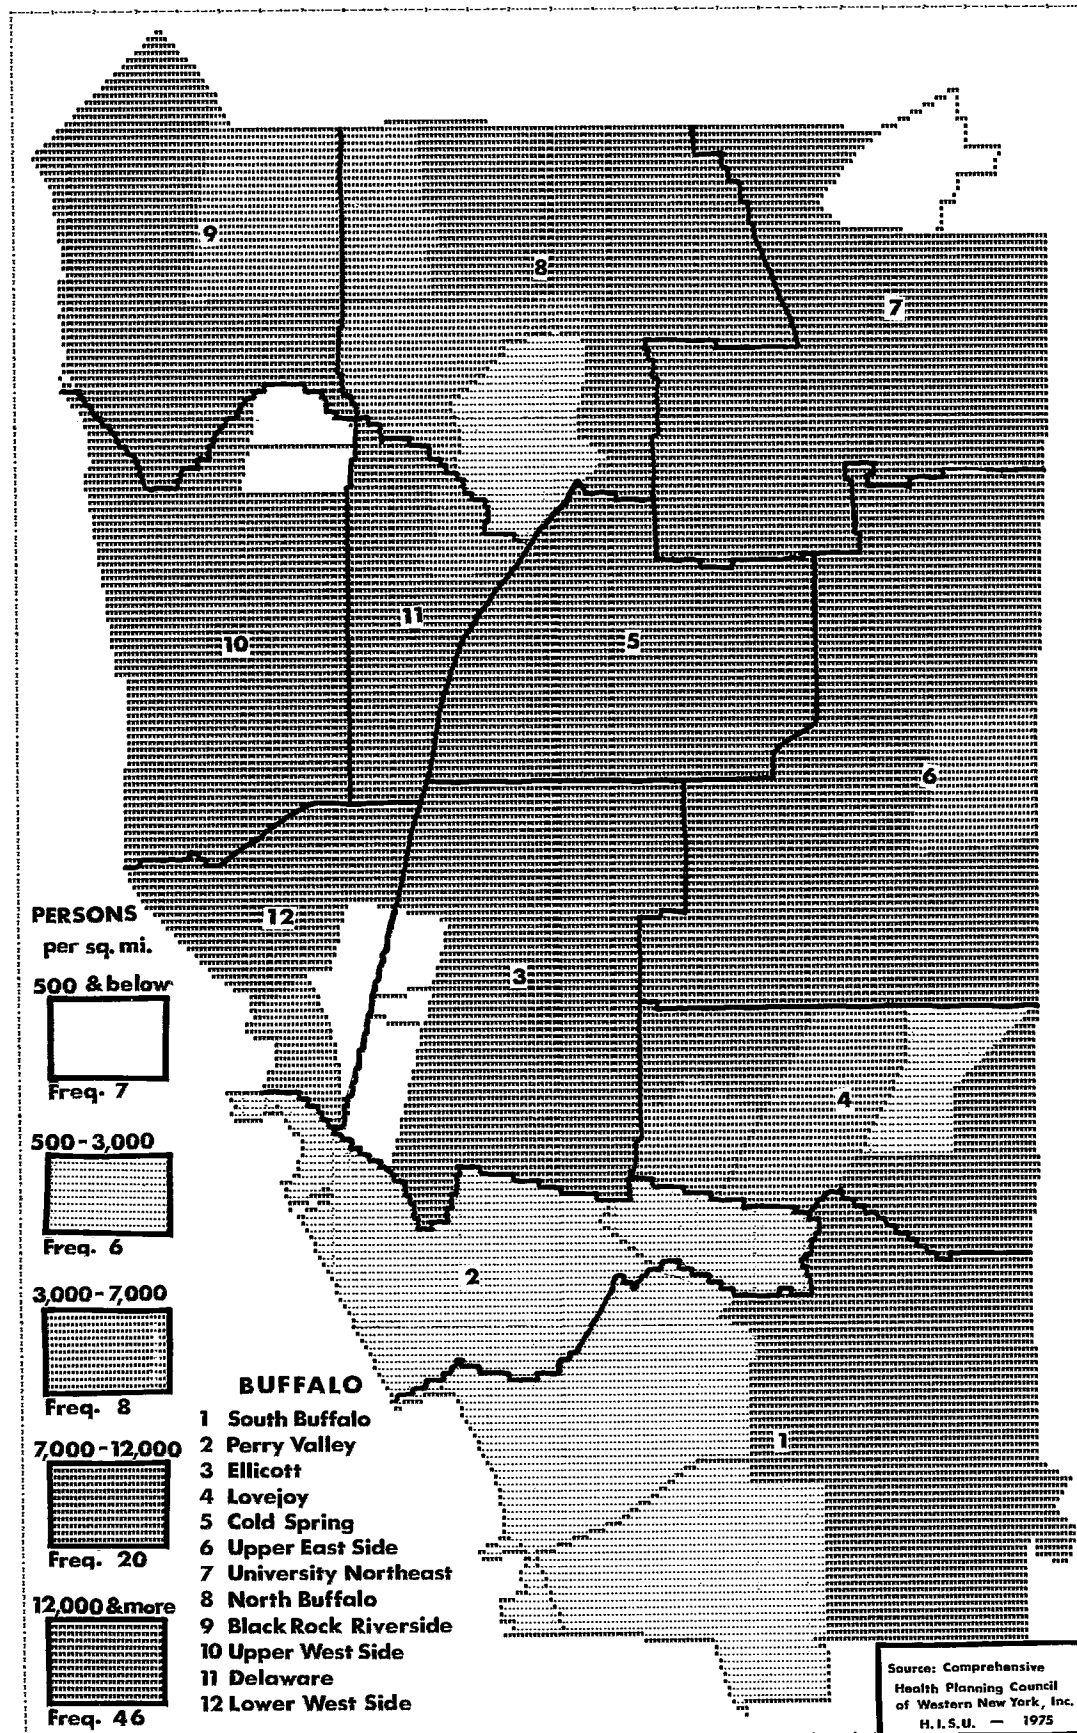 9
8
7
11
10
5
6
12
3
4
2
1
PERSONS
per sq. mi.
500 & below
Freq. 7
500 - 3,000
Freq. 6
3,000 - 7,000
Freq. 8
7,000 - 12,000
Freq. 20
12,000 & more
Freq. 46
BUFFALO
1 South Buffalo
2 Perry Valley
3 Ellicott
4 Lovejoy
5 Cold Spring
6 Upper East Side
7 University Northeast
8 North Buffalo
9 Black Rock Riverside
10 Upper West Side
11 Delaware
12 Lower West Side
Source: Comprehensive
Health Planning Council
of Western New York, Inc.
H.I.S.U. — 1975